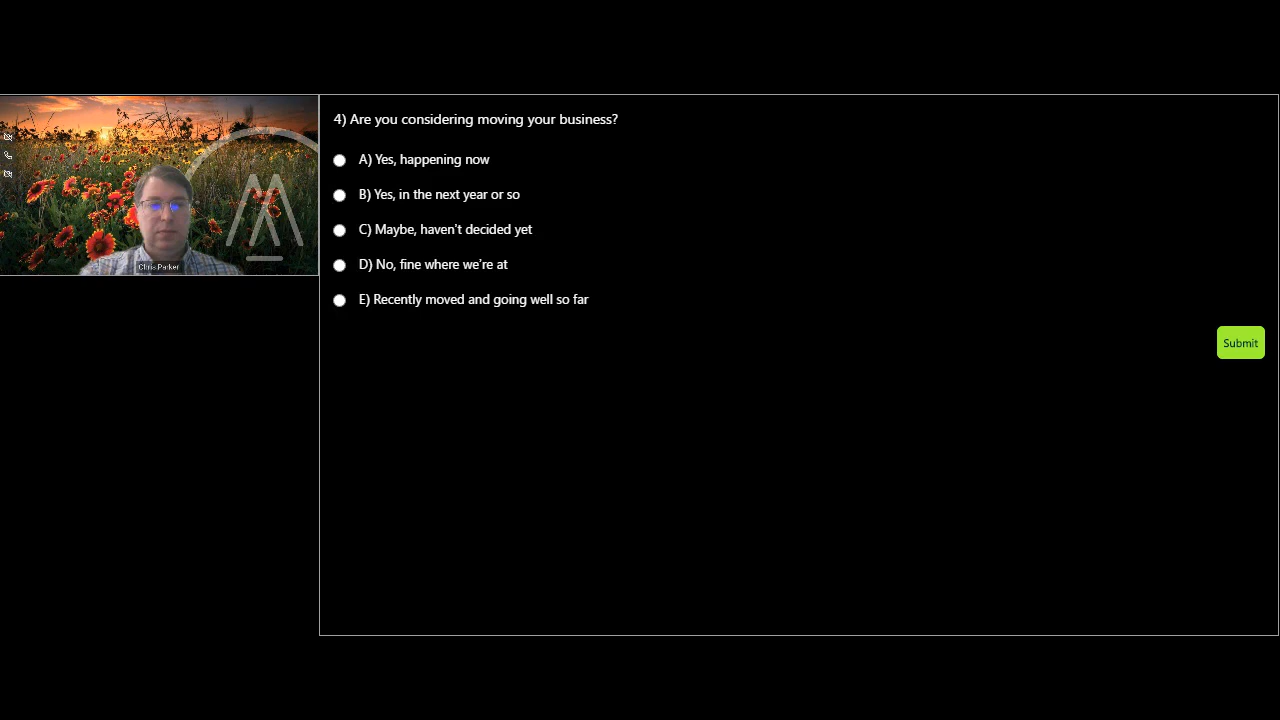 Chris Parker
4) Are you considering moving your business?
A) Yes, happening now
B) Yes, in the next year or so
C) Maybe, haven't decided yet
D) No, fine where we're at
E) Recently moved and going well so far
Submit